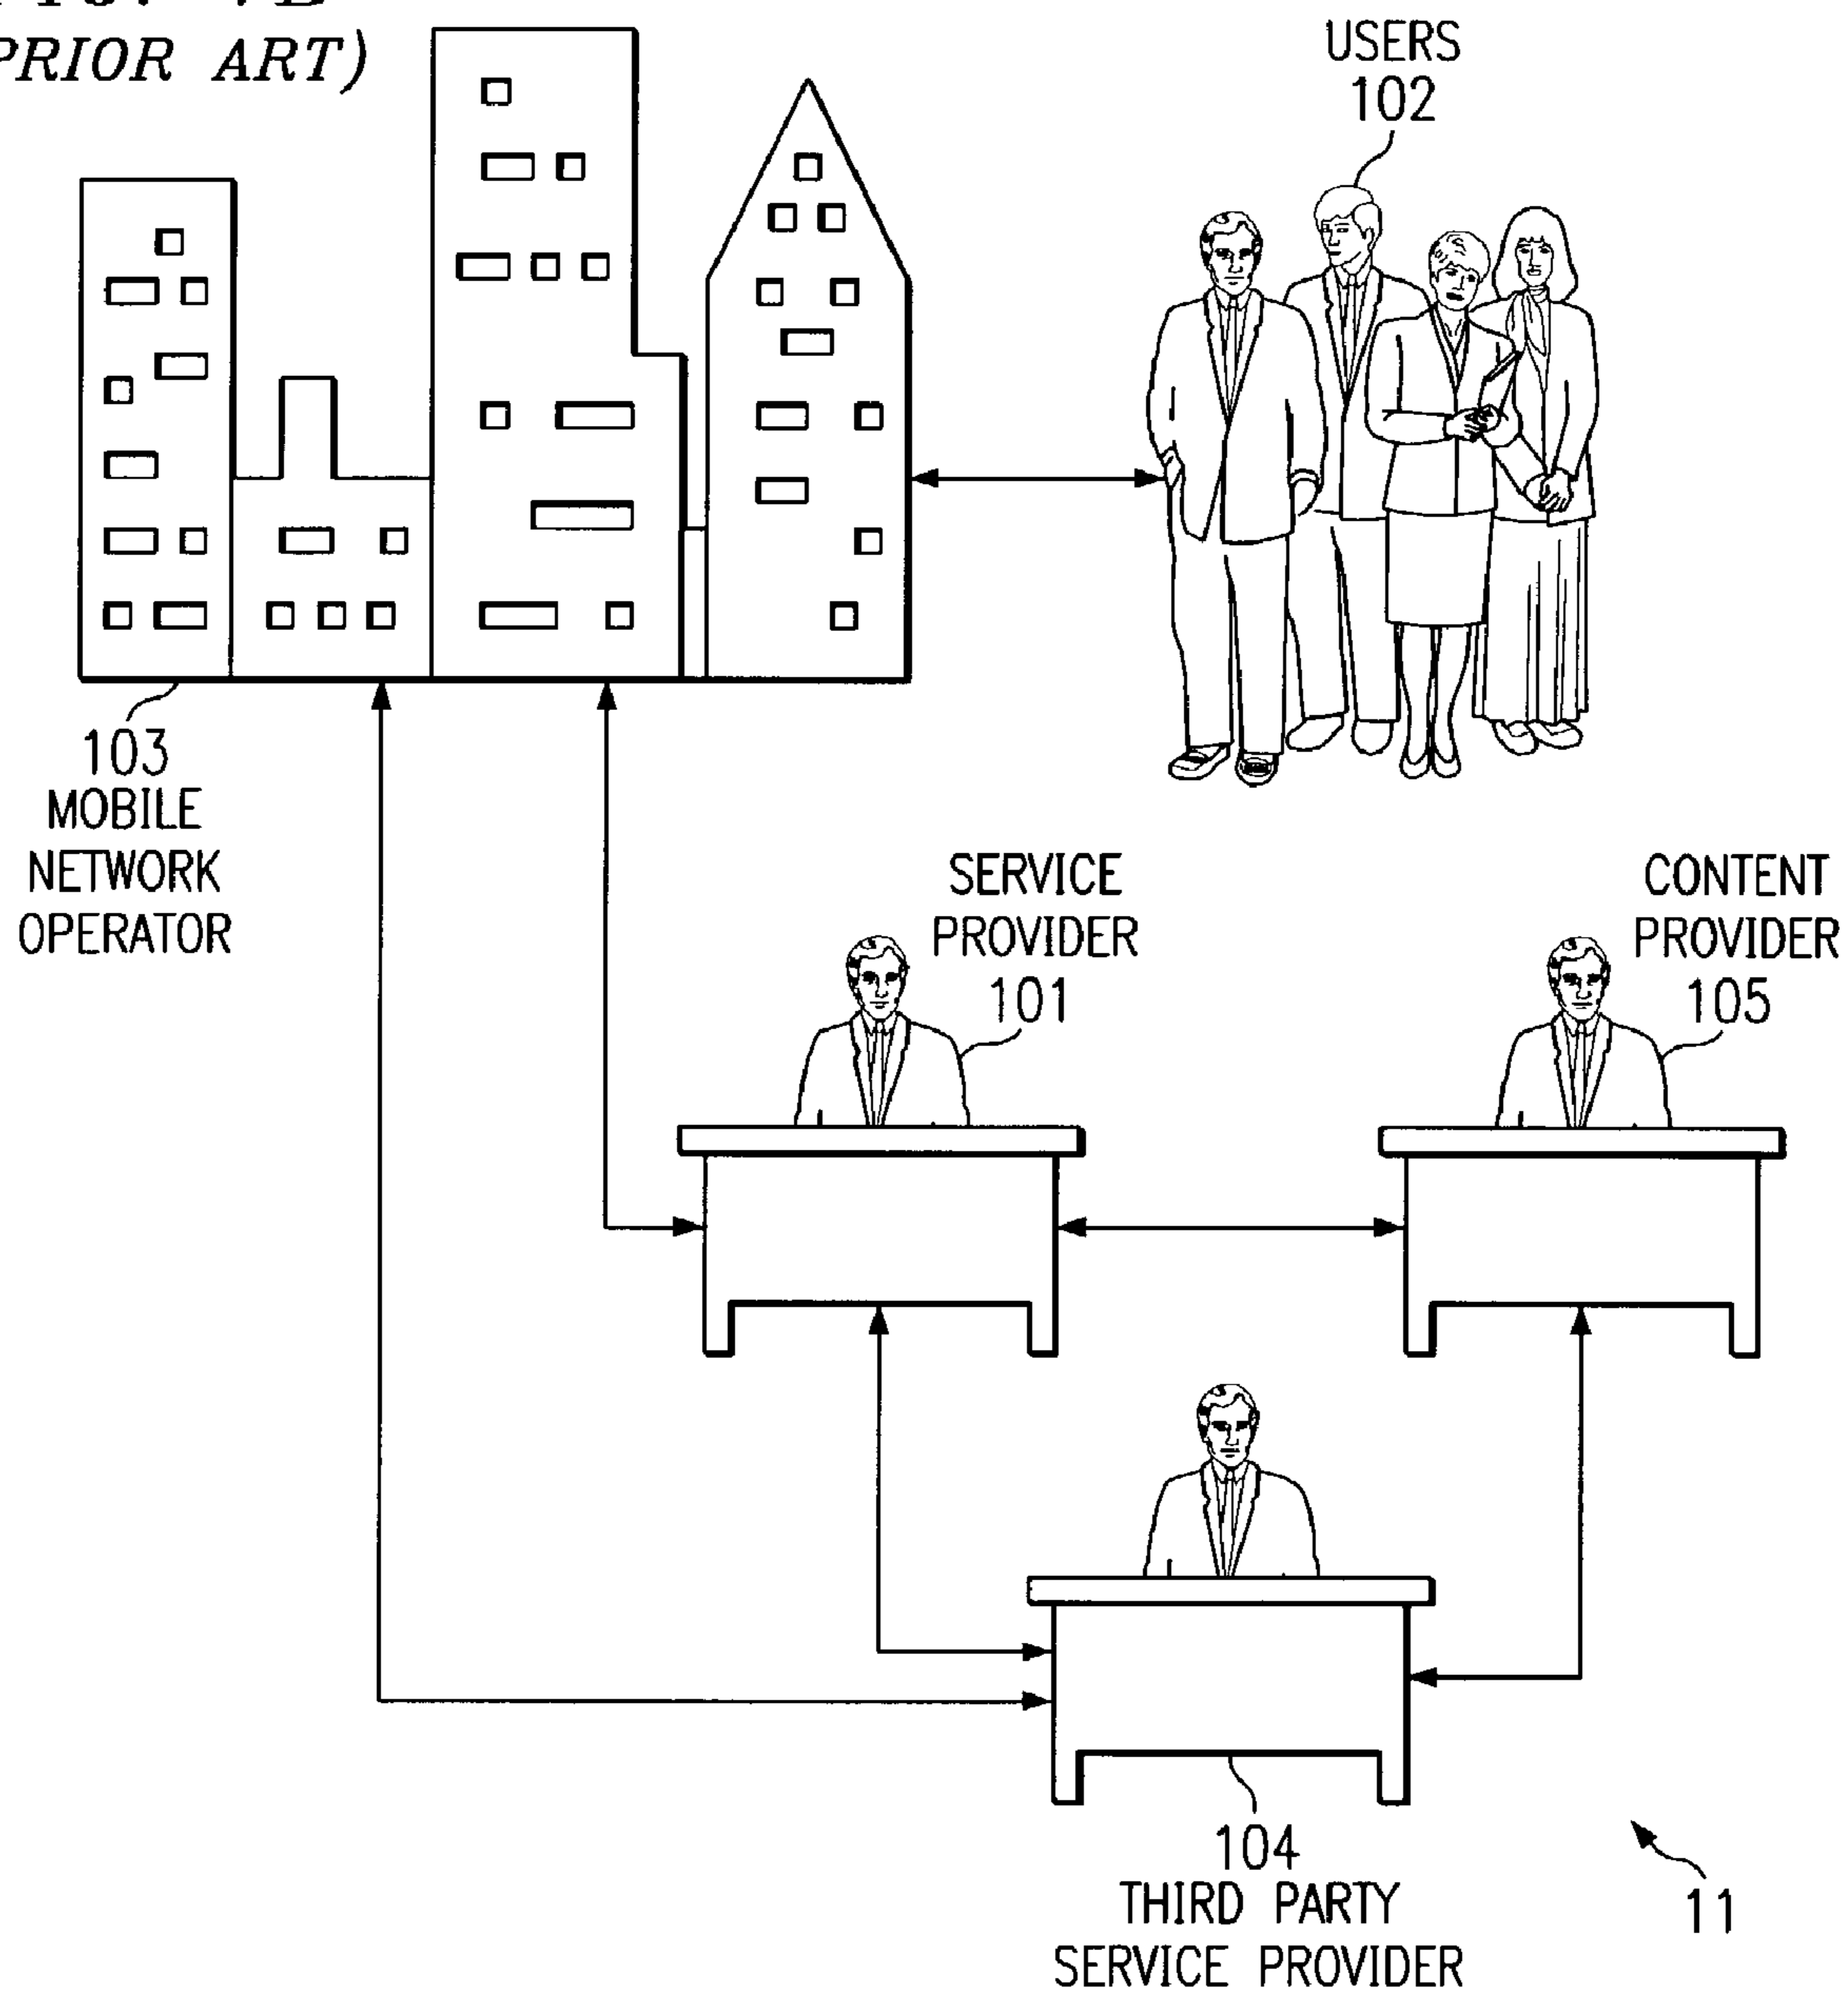 PRIOR ART)
USERS
102
103
MOBILE
NETWORK
OPERATOR
SERVICE
PROVIDER
101
CONTENT
PROVIDER
105
104
THIRD PARTY
SERVICE PROVIDER
11